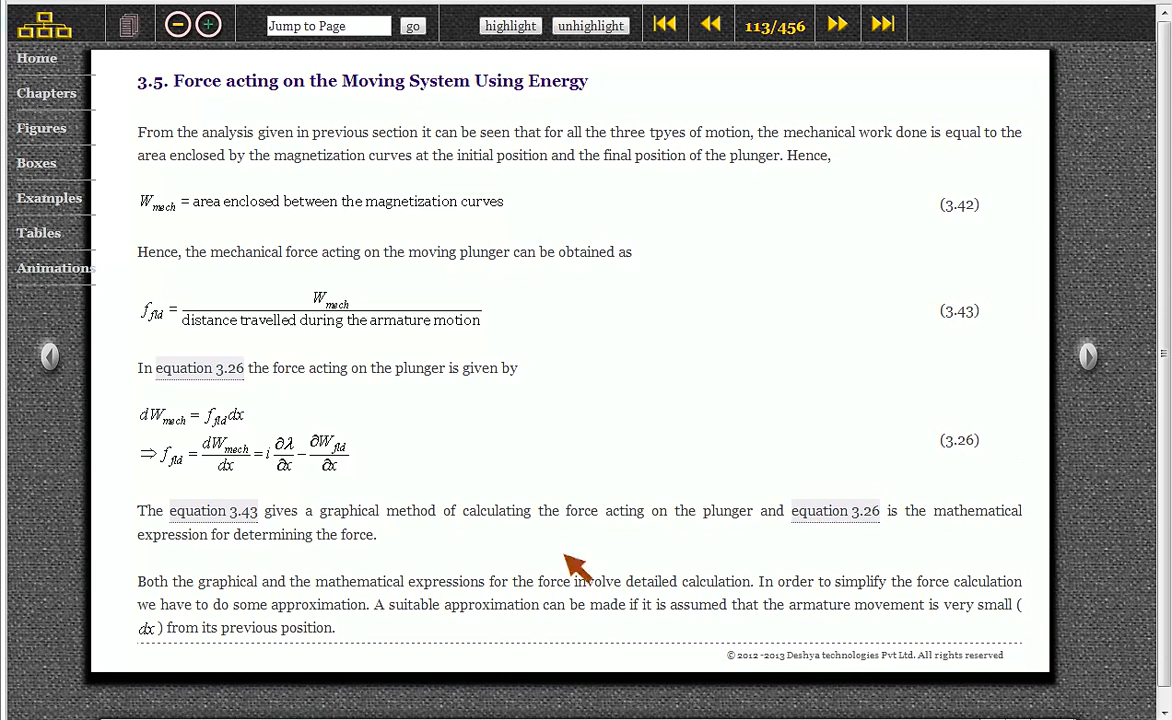 Jump to Page go highlight unhighlight 113/456
Home
Chapters
Figures
Boxes
Examples
Tables
Animations
3.5. Force acting on the Moving System Using Energy
From the analysis given in previous section it can be seen that for all the three tpyes of motion, the mechanical work done is equal to the
area enclosed by the magnetization curves at the initial position and the final position of the plunger. Hence,
W_mech = area enclosed between the magnetization curves (3.42)
Hence, the mechanical force acting on the moving plunger can be obtained as
f_fld = W_mech / distance travelled during the armature motion (3.43)
In equation 3.26 the force acting on the plunger is given by
dW_mech = f_fld dx
⇒ f_fld = dW_mech/dx = i ∂λ/∂x − ∂W_fld/∂x (3.26)
The equation 3.43 gives a graphical method of calculating the force acting on the plunger and equation 3.26 is the mathematical
expression for determining the force.
Both the graphical and the mathematical expressions for the force involve detailed calculation. In order to simplify the force calculation
we have to do some approximation. A suitable approximation can be made if it is assumed that the armature movement is very small (
dx ) from its previous position.
© 2012 -2013 Deshya technologies Pvt Ltd. All rights reserved